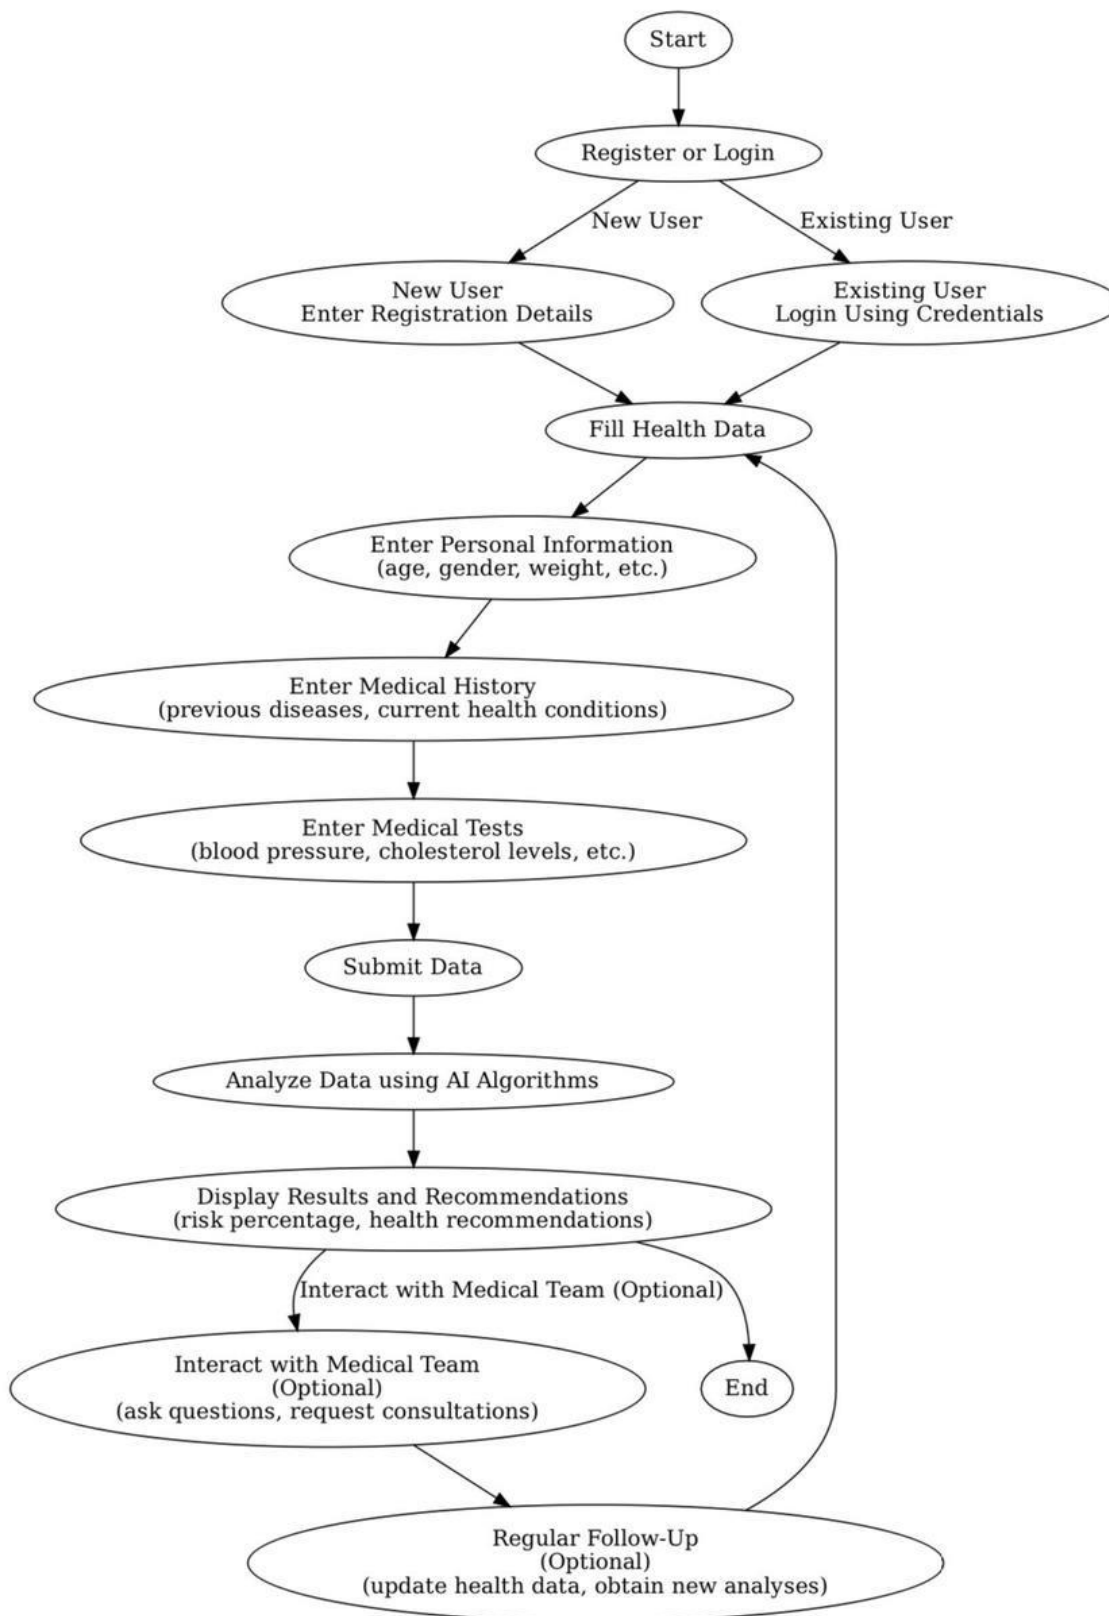 Start
Register or Login
New User
Existing User
New User
Enter Registration Details
Existing User
Login Using Credentials
Fill Health Data
Enter Personal Information
(age, gender, weight, etc.)
Enter Medical History
(previous diseases, current health conditions)
Enter Medical Tests
(blood pressure, cholesterol levels, etc.)
Submit Data
Analyze Data using AI Algorithms
Display Results and Recommendations
(risk percentage, health recommendations)
Interact with Medical Team (Optional)
Interact with Medical Team
(Optional)
(ask questions, request consultations)
End
Regular Follow-Up
(Optional)
(update health data, obtain new analyses)